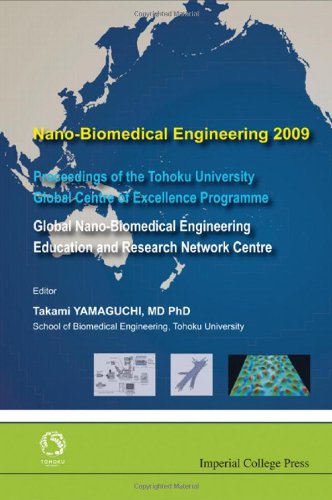 Nano-Biomedical Engineering 2009
Proceedings of the Tohoku University
Global Centre of Excellence Programme
Global Nano-Biomedical Engineering
Education and Research Network Centre
Editor
Takami YAMAGUCHI, MD PhD
School of Biomedical Engineering, Tohoku University
TOHOKU
Imperial College Press